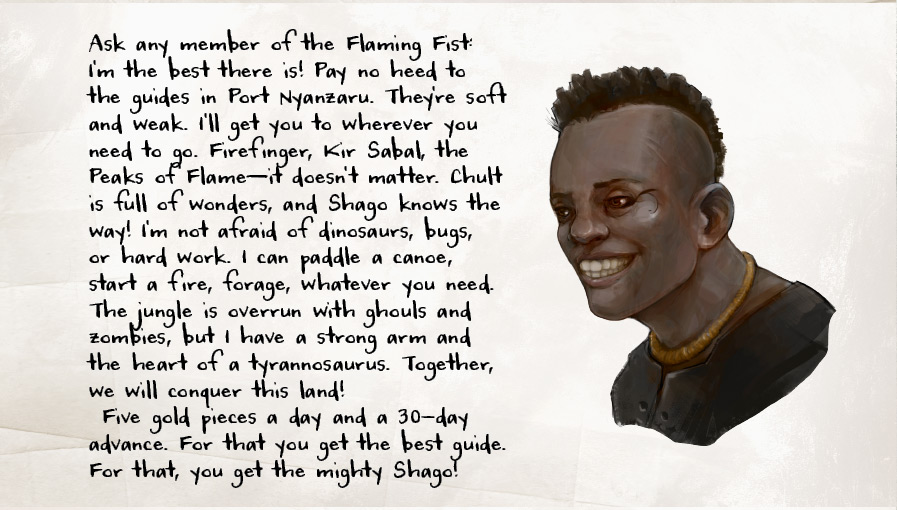 Ask any member of the Flaming Fist:
I'm the best there is! Pay no heed to
the guides in Port Nyanzaru. They're soft
and weak. I'll get you to wherever you
need to go. Firefinger, Kir Sabal, the
Peaks of Flame—it doesn't matter. Chult
is full of wonders, and Shago knows the
way! I'm not afraid of dinosaurs, bugs,
or hard work. I can paddle a canoe,
start a fire, forage, whatever you need.
The jungle is overrun with ghouls and
zombies, but I have a strong arm and
the heart of a tyrannosaurus. Together,
we will conquer this land!
Five gold pieces a day and a 30-day
advance. For that you get the best guide.
For that, you get the mighty Shago!